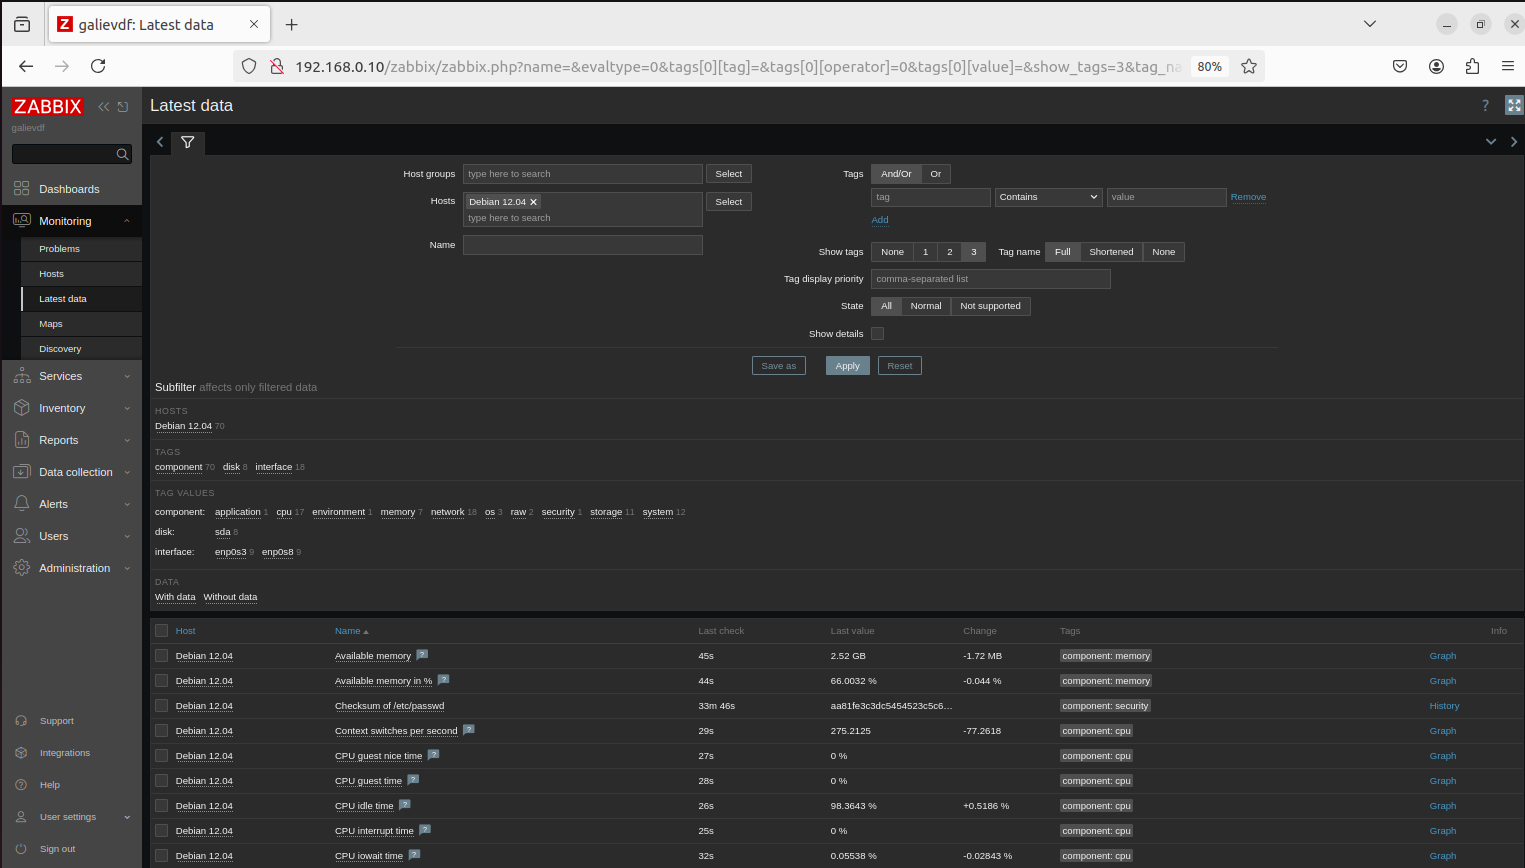 galievdf: Latest data
192.168.0.10/zabbix/zabbix.php?name=&evaltype=0&tags[0][tag]=&tags[0][operator]=0&tags[0][value]=&show_tags=3&tag_na
80%
ZABBIX
galievdf
Dashboards
Monitoring
Problems
Hosts
Latest data
Maps
Discovery
Services
Inventory
Reports
Data collection
Alerts
Users
Administration
Support
Integrations
Help
User settings
Sign out
Latest data
?
Host groups type here to search Select
Hosts Debian 12.04 Select
type here to search
Name
Tags And/Or Or
tag Contains value Remove
Add
Show tags None 1 2 3 Tag name Full Shortened None
Tag display priority comma-separated list
State All Normal Not supported
Show details
Save as Apply Reset
Subfilter affects only filtered data
HOSTS
Debian 12.04 70
TAGS
component 70 disk 8 interface 18
TAG VALUES
component: application 1 cpu 17 environment 1 memory 7 network 18 os 3 raw 2 security 1 storage 11 system 12
disk: sda 8
interface: enp0s3 9 enp0s8 9
DATA
With data Without data
Host Name Last check Last value Change Tags Info
Debian 12.04 Available memory ? 45s 2.52 GB -1.72 MB component: memory Graph
Debian 12.04 Available memory in % ? 44s 66.0032 % -0.044 % component: memory Graph
Debian 12.04 Checksum of /etc/passwd 33m 46s aa81fe3c3dc5454523c5c6... component: security History
Debian 12.04 Context switches per second ? 29s 275.2125 -77.2618 component: cpu Graph
Debian 12.04 CPU guest nice time ? 27s 0 % component: cpu Graph
Debian 12.04 CPU guest time ? 28s 0 % component: cpu Graph
Debian 12.04 CPU idle time ? 26s 98.3643 % +0.5186 % component: cpu Graph
Debian 12.04 CPU interrupt time ? 25s 0 % component: cpu Graph
Debian 12.04 CPU iowait time ? 32s 0.05538 % -0.02843 % component: cpu Graph